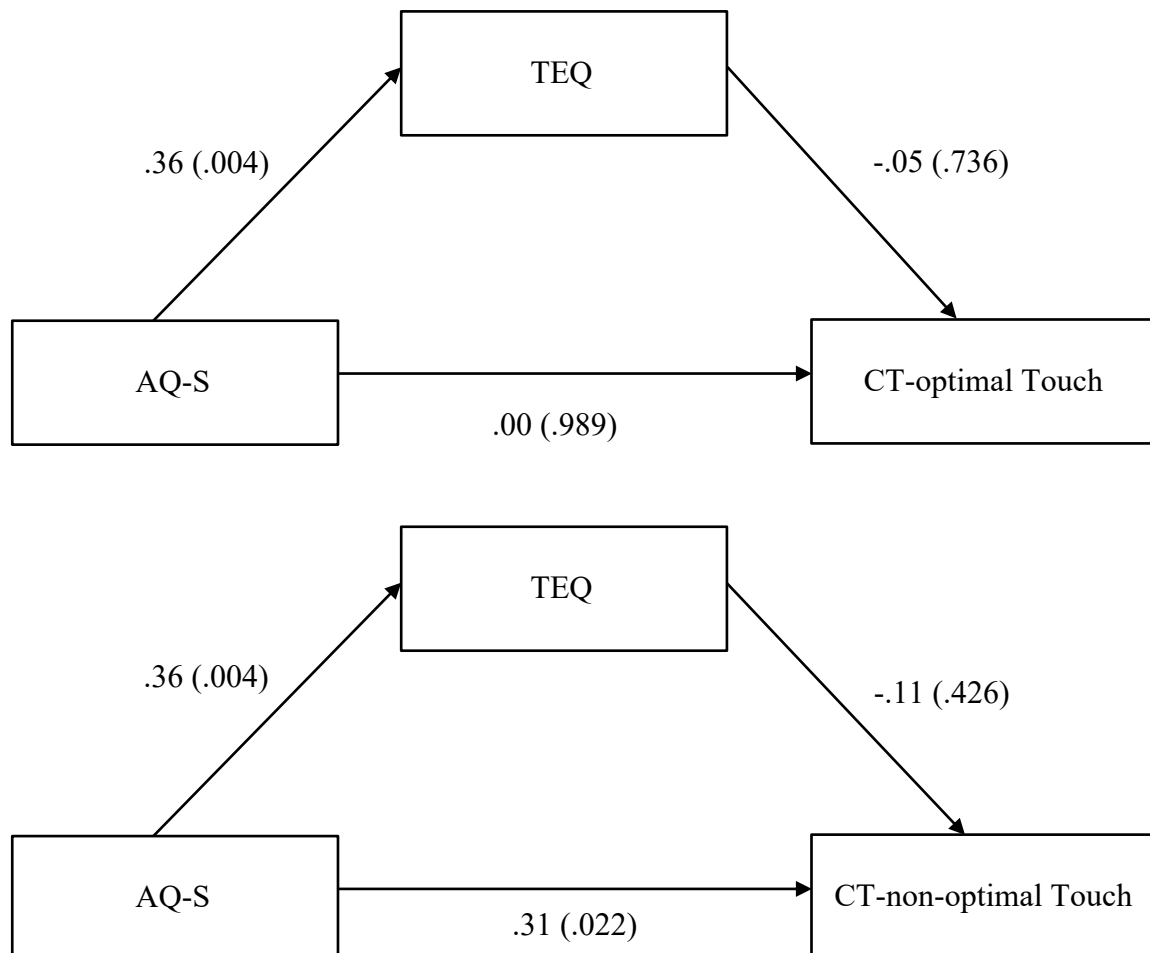 TEQ
.36 (.004)
-.05 (.736)
AQ-S
CT-optimal Touch
.00 (.989)
TEQ
.36 (.004)
-.11 (.426)
AQ-S
CT-non-optimal Touch
.31 (.022)